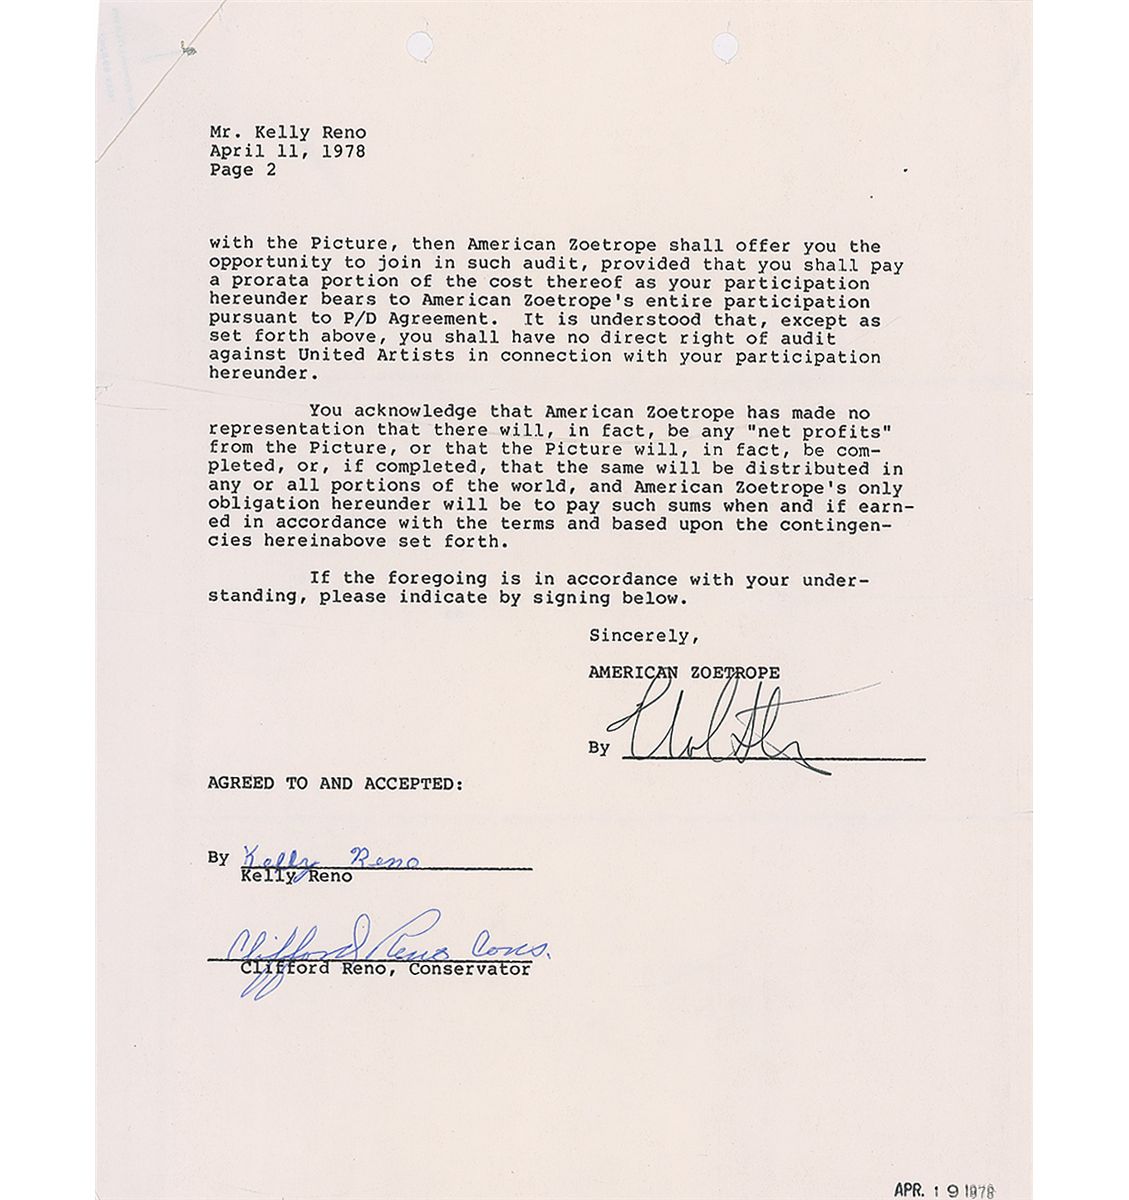 Mr. Kelly Reno
April 11, 1978
Page 2
with the Picture, then American Zoetrope shall offer you the
opportunity to join in such audit, provided that you shall pay
a prorata portion of the cost thereof as your participation
hereunder bears to American Zoetrope's entire participation
pursuant to P/D Agreement. It is understood that, except as
set forth above, you shall have no direct right of audit
against United Artists in connection with your participation
hereunder.
You acknowledge that American Zoetrope has made no
representation that there will, in fact, be any "net profits"
from the Picture, or that the Picture will, in fact, be com-
pleted, or, if completed, that the same will be distributed in
any or all portions of the world, and American Zoetrope's only
obligation hereunder will be to pay such sums when and if earn-
ed in accordance with the terms and based upon the contingen-
cies hereinabove set forth.
If the foregoing is in accordance with your under-
standing, please indicate by signing below.
Sincerely,
AMERICAN ZOETROPE
By
AGREED TO AND ACCEPTED:
By Kelly Reno
Kelly Reno
Clifford Reno Cons.
Clifford Reno, Conservator
APR. 19 1978